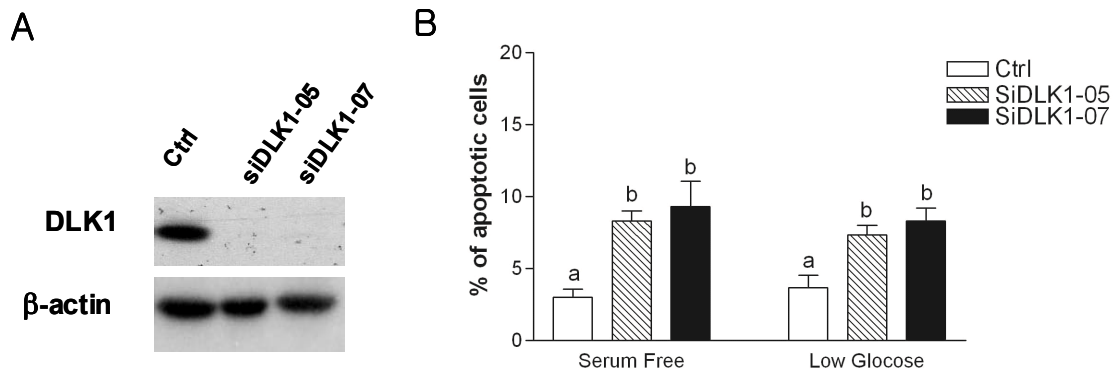 A
Ctrl
siDLK1-05
siDLK1-07
DLK1
β-actin
B
% of apoptotic cells
20
15
10
5
0
a
b
b
a
b
b
Serum Free
Low Glocose
Ctrl
SiDLK1-05
SiDLK1-07